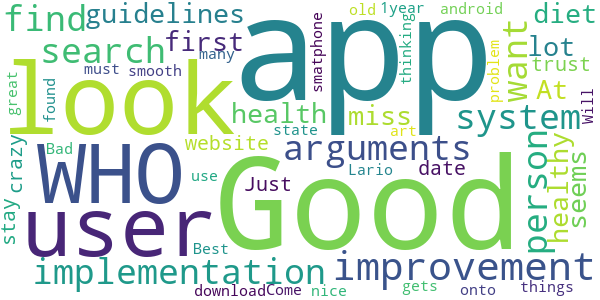 find
guidelines
search
first
look
app
old
1year
android
thinking
want
diet
lot
trust
problem
At
Will
smatphone
many
must
smooth
great
found
health
miss
system
state
art
website
arguments
WHO
Bad
crazy
stay
user
use
Just
Good
Lario
date
person
healthy
seems
Best
implementation
improvement
download
Come
nice
gets
onto
things